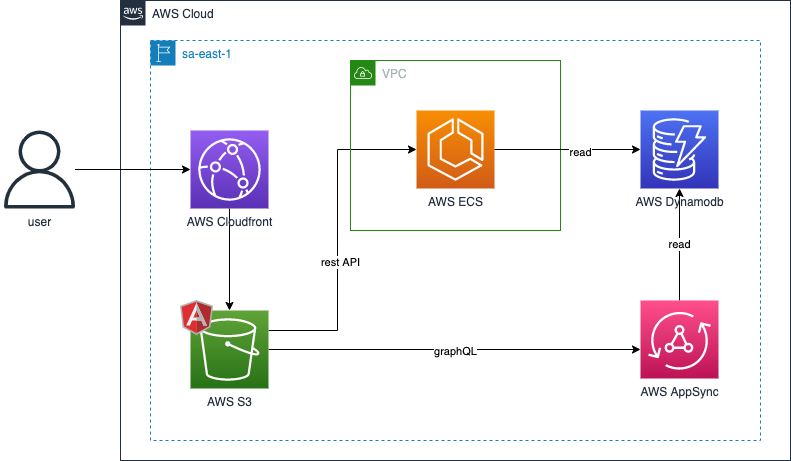 aws
AWS Cloud
sa-east-1
VPC
user
AWS Cloudfront
AWS ECS
read
AWS Dynamodb
rest API
read
A
AWS S3
graphQL
AWS AppSync